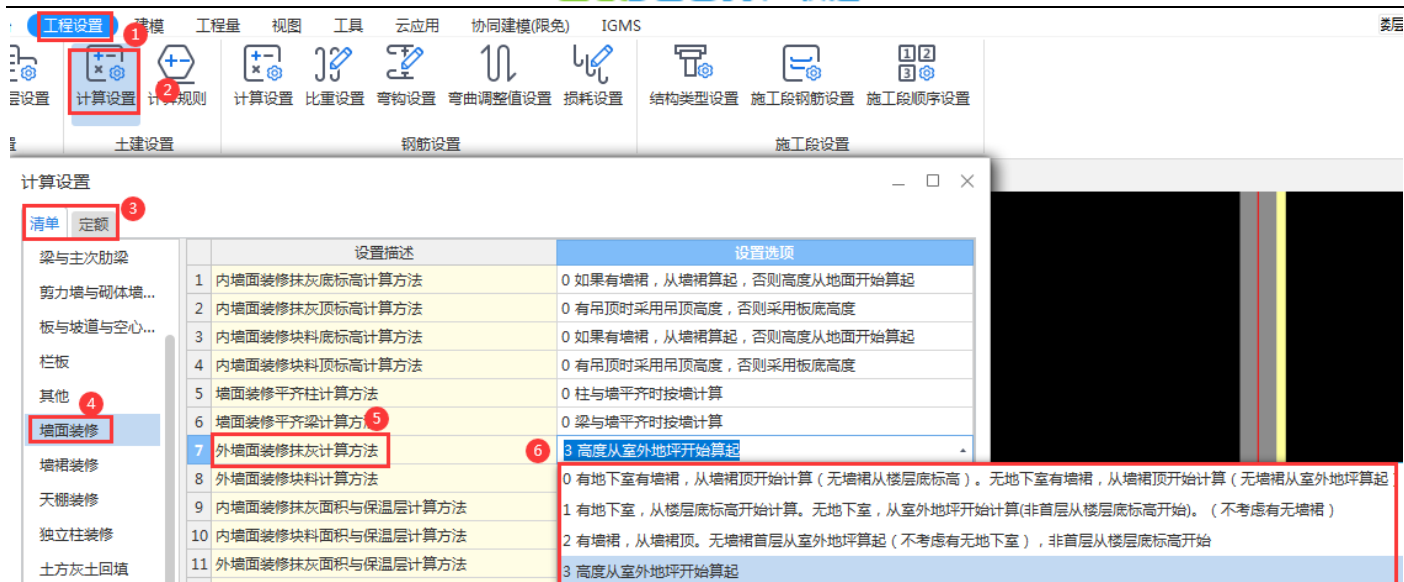 工程设置 建模 工程量 视图 工具 云应用 协同建模(限免) IGMS 楼层
1
2
层设置 计算设置 计算规则 计算设置 比重设置 弯钩设置 弯曲调整值设置 损耗设置 结构类型设置 施工段钢筋设置 施工段顺序设置
土建设置 钢筋设置 施工段设置
计算设置
清单 定额 3
设置描述 设置选项
梁与主次肋梁
1 内墙面装修抹灰底标高计算方法 0 如果有墙裙，从墙裙算起，否则高度从地面开始算起
剪力墙与砌体墙...
2 内墙面装修抹灰顶标高计算方法 0 有吊顶时采用吊顶高度，否则采用板底高度
板与坡道与空心...
3 内墙面装修块料底标高计算方法 0 如果有墙裙，从墙裙算起，否则高度从地面开始算起
栏板
4 内墙面装修块料顶标高计算方法 0 有吊顶时采用吊顶高度，否则采用板底高度
其他
5 墙面装修平齐柱计算方法 0 柱与墙平齐时按墙计算
4
墙面装修
6 墙面装修平齐梁计算方 5 0 梁与墙平齐时按墙计算
7 外墙面装修抹灰计算方法 6 3 高度从室外地坪开始算起
墙裙装修
8 外墙面装修块料计算方法 0 有地下室有墙裙，从墙裙顶开始计算（无墙裙从楼层底标高）。无地下室有墙裙，从墙裙顶开始计算（无墙裙从室外地坪算起
天棚装修
9 内墙面装修抹灰面积与保温层计算方法 1 有地下室，从楼层底标高开始计算。无地下室，从室外地坪开始计算(非首层从楼层底标高开始)。（不考虑有无墙裙）
独立柱装修
10 内墙面装修块料面积与保温层计算方法 2 有墙裙，从墙裙顶。无墙裙首层从室外地坪算起（不考虑有无地下室），非首层从楼层底标高开始
土方灰土回填
11 外墙面装修抹灰面积与保温层计算方法 3 高度从室外地坪开始算起